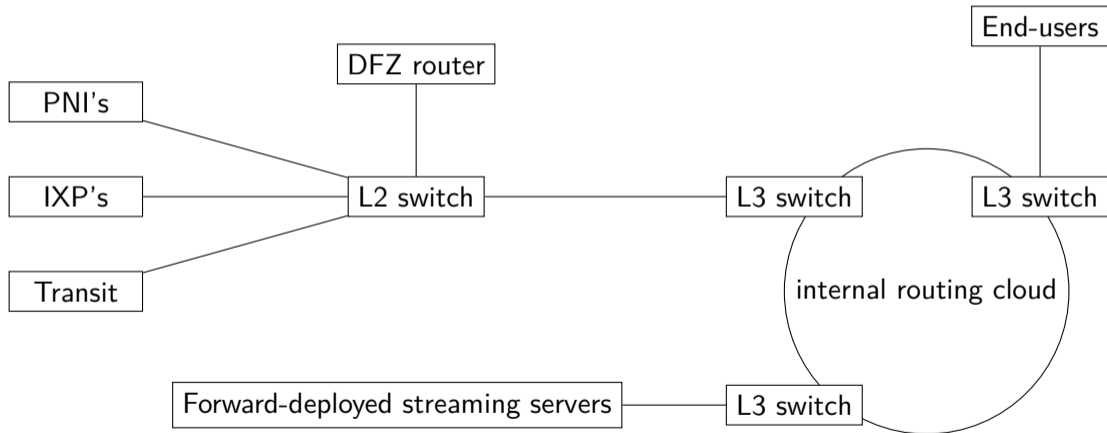 End-users
DFZ router
PNI's
IXP's
L2 switch
L3 switch
L3 switch
Transit
internal routing cloud
Forward-deployed streaming servers
L3 switch